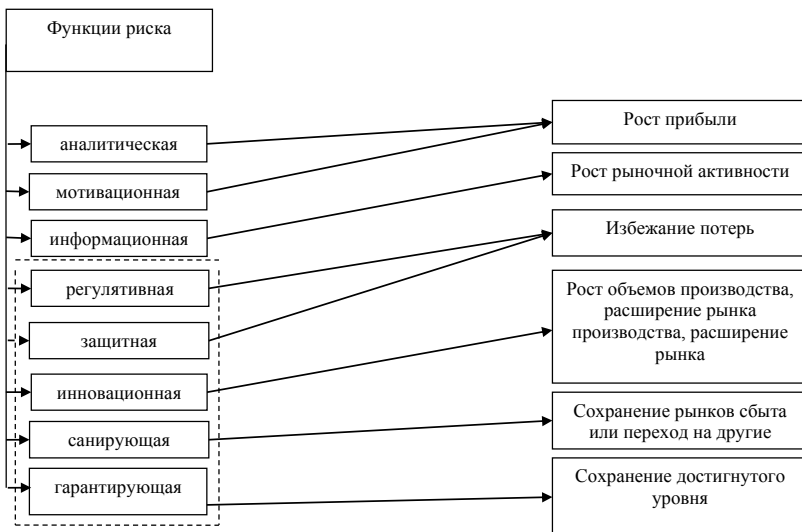 Функции риска
аналитическая
мотивационная
информационная
регулятивная
защитная
инновационная
санирующая
гарантирующая
Рост прибыли
Рост рыночной активности
Избежание потерь
Рост объемов производства,
расширение рынка
производства, расширение
рынка
Сохранение рынков сбыта
или переход на другие
Сохранение достигнутого
уровня